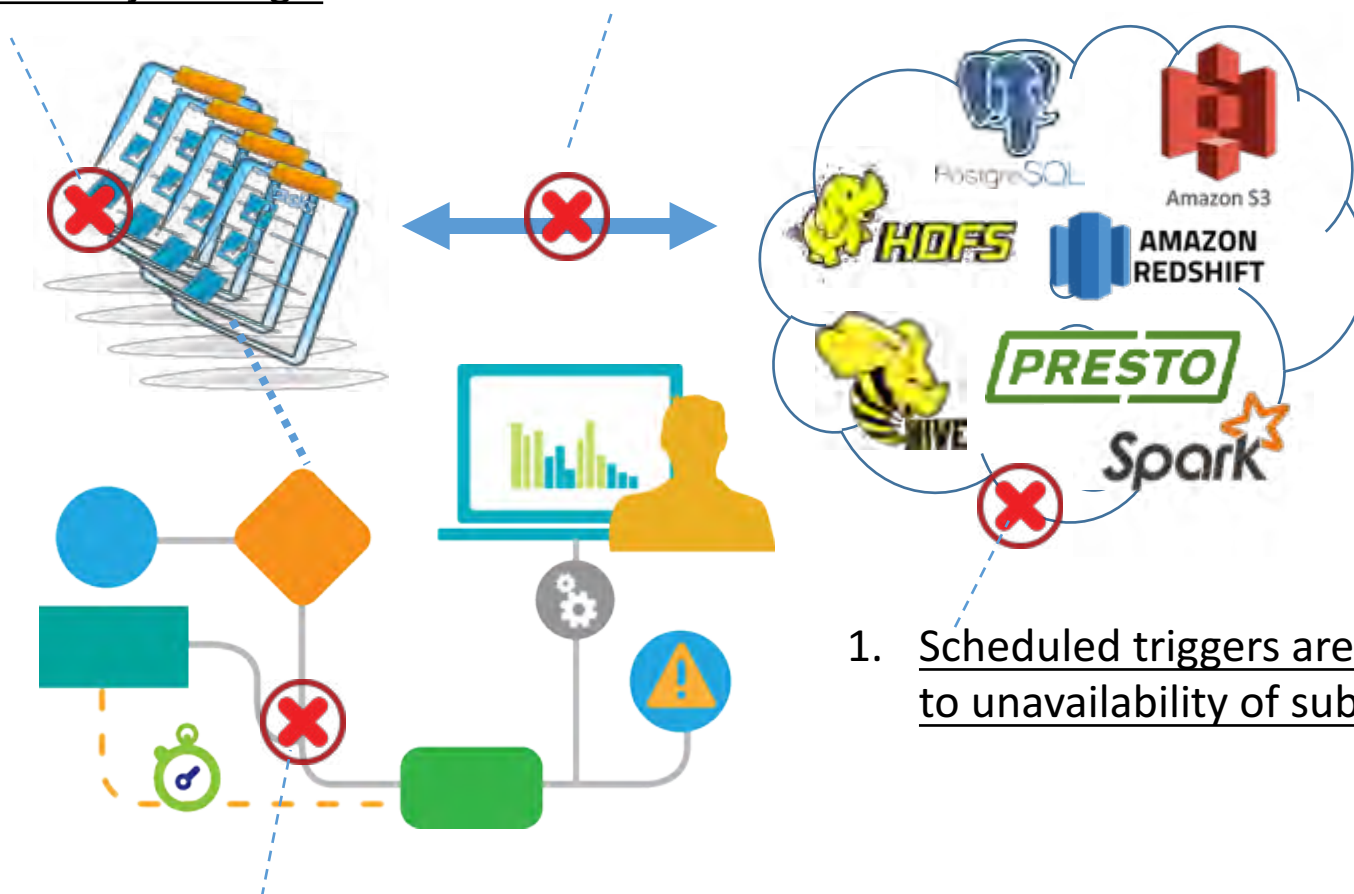 PostgreSQL
Amazon S3
HDFS
AMAZON
REDSHIFT
PRESTO
HIVE
Spark
1. Scheduled triggers are
to unavailability of sub